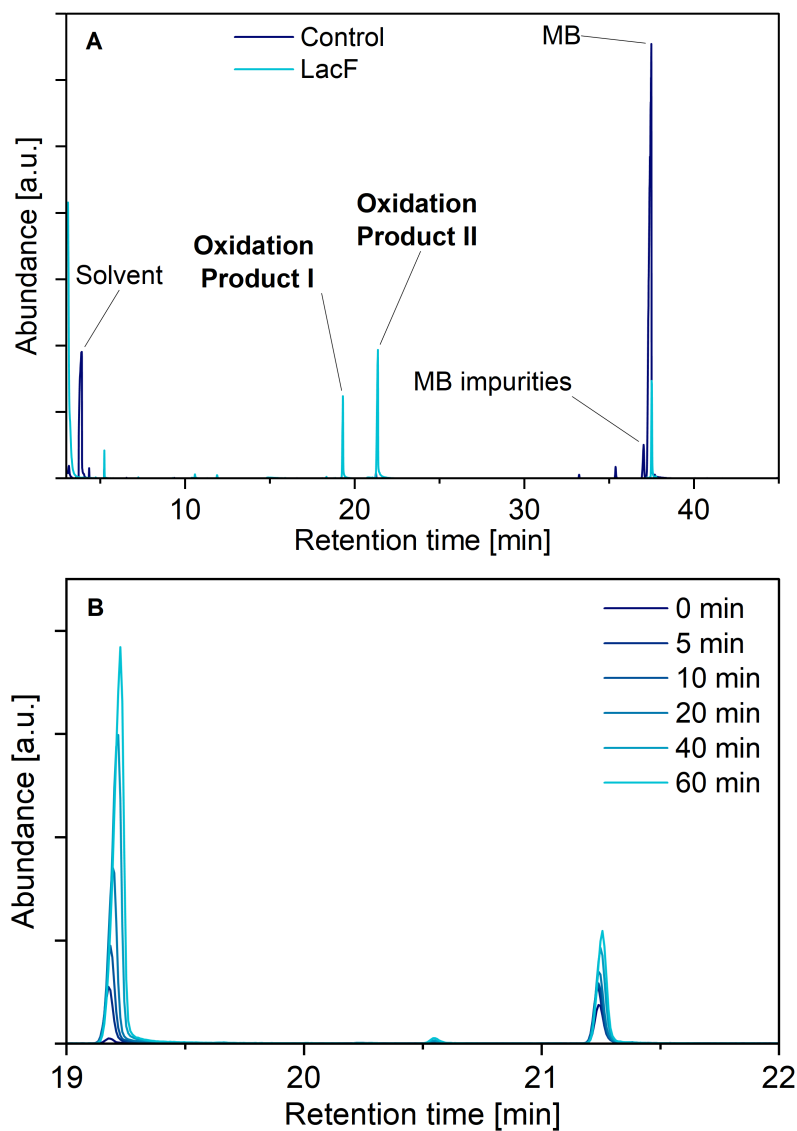 A
Control
LacF
MB
Oxidation
Product II
Oxidation
Product I
Solvent
MB impurities
Abundance [a.u.]
10
20
30
40
Retention time [min]
B
0 min
5 min
10 min
20 min
40 min
60 min
Abundance [a.u.]
19
20
21
22
Retention time [min]